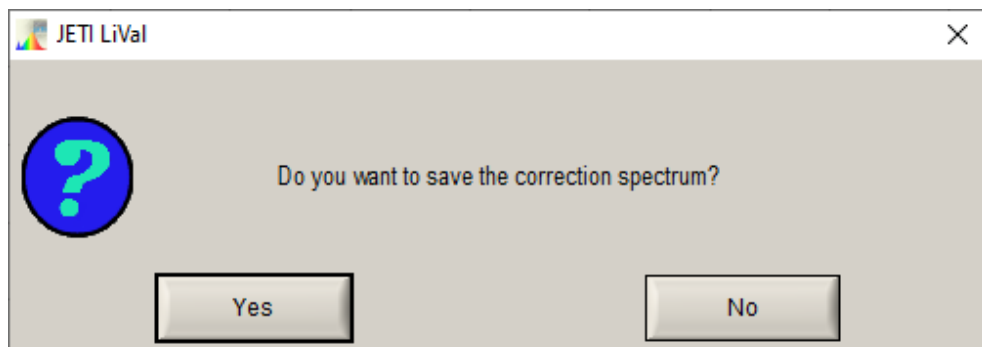 JETI LiVal
Do you want to save the correction spectrum?
Yes
No